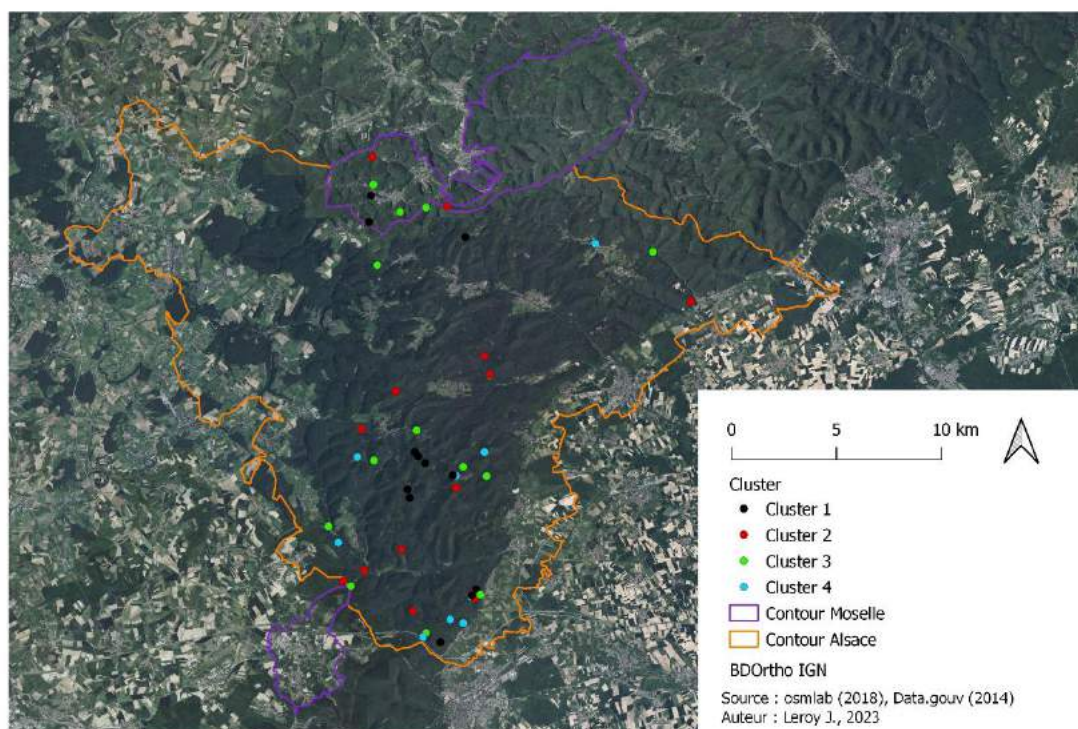 0 5 10 km
Cluster
Cluster 1
Cluster 2
Cluster 3
Cluster 4
Contour Moselle
Contour Alsace
BDOrtho IGN
Source : osmlab (2018), Data.gouv (2014)
Auteur : Leroy J., 2023